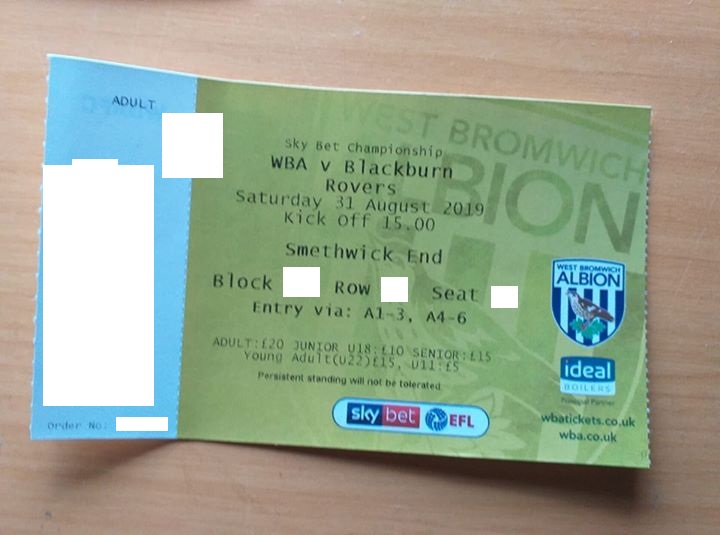 ADULT
WEST BROMWICH
BION
Sky Bet Championship
WBA v Blackburn
Rovers
Saturday 31 August 2019
Kick Off 15.00
Smethwick End
Block Row Seat
Entry via: A1-3, A4-6
ADULT:£20 JUNIOR U18:£10 SENIOR:£15
Young Adult(U22)£15, U11:£5
Persistent standing will not be tolerated
sky bet EFL
WEST BROMWICH
ALBION
ideal
BOILERS
Principal Partner
wbatickets.co.uk
wba.co.uk
Order No: